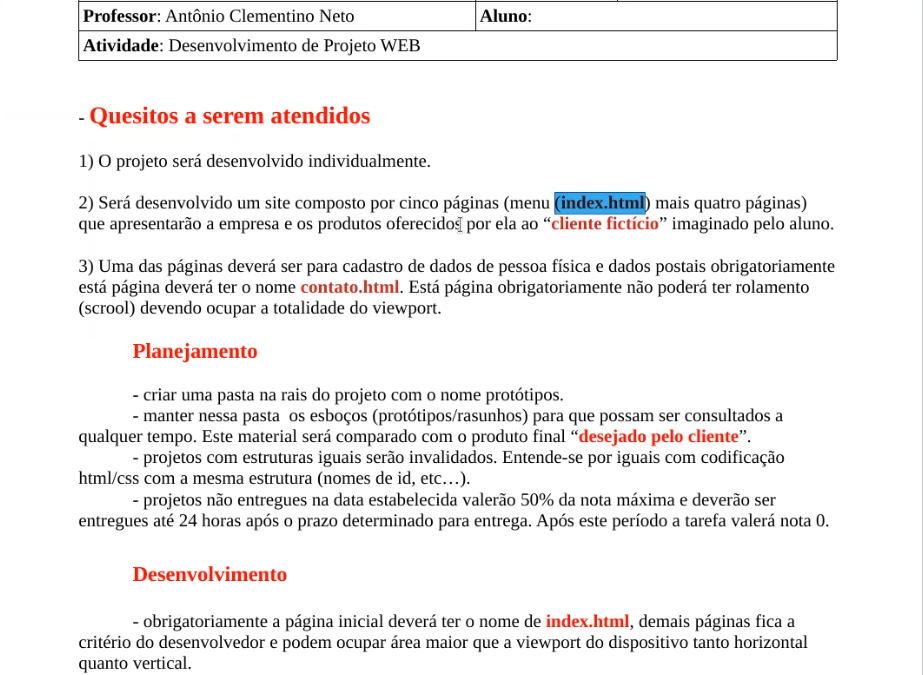 Professor: Antônio Clementino Neto Aluno:
Atividade: Desenvolvimento de Projeto WEB
- Quesitos a serem atendidos
1) O projeto será desenvolvido individualmente.
2) Será desenvolvido um site composto por cinco páginas (menu (index.html) mais quatro páginas)
que apresentarão a empresa e os produtos oferecidos por ela ao “cliente fictício” imaginado pelo aluno.
3) Uma das páginas deverá ser para cadastro de dados de pessoa física e dados postais obrigatoriamente
está página deverá ter o nome contato.html. Está página obrigatoriamente não poderá ter rolamento
(scrool) devendo ocupar a totalidade do viewport.
Planejamento
- criar uma pasta na rais do projeto com o nome protótipos.
- manter nessa pasta os esboços (protótipos/rasunhos) para que possam ser consultados a
qualquer tempo. Este material será comparado com o produto final “desejado pelo cliente”.
- projetos com estruturas iguais serão invalidados. Entende-se por iguais com codificação
html/css com a mesma estrutura (nomes de id, etc…).
- projetos não entregues na data estabelecida valerão 50% da nota máxima e deverão ser
entregues até 24 horas após o prazo determinado para entrega. Após este período a tarefa valerá nota 0.
Desenvolvimento
- obrigatoriamente a página inicial deverá ter o nome de index.html, demais páginas fica a
critério do desenvolvedor e podem ocupar área maior que a viewport do dispositivo tanto horizontal
quanto vertical.